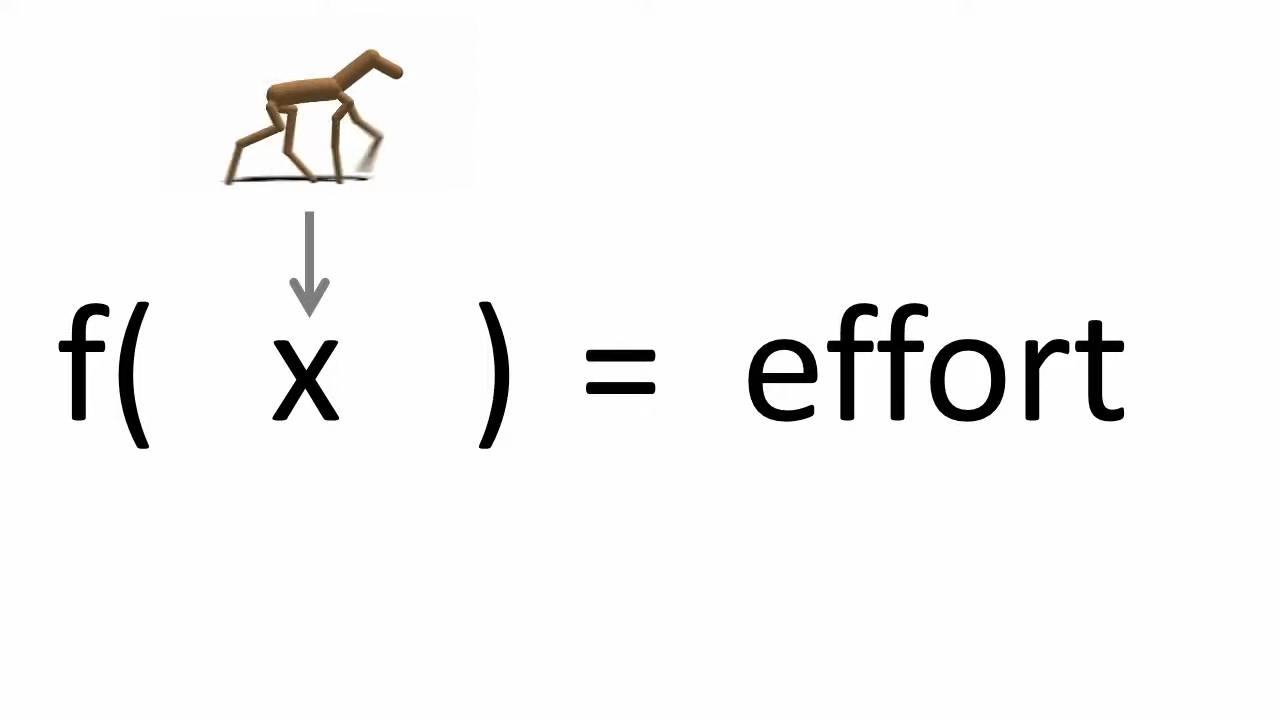 f( x ) = effort